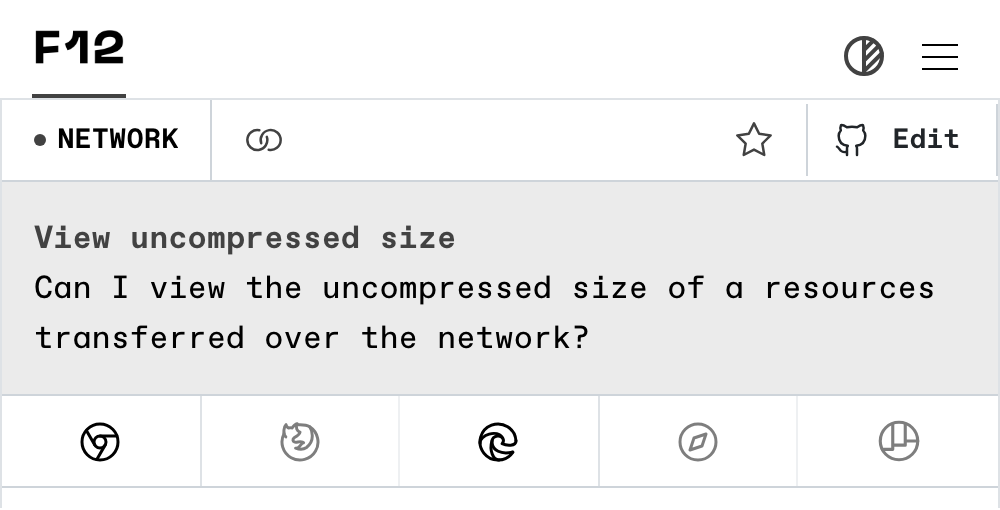 F12
NETWORK
Edit
View uncompressed size
Can I view the uncompressed size of a resources
transferred over the network?